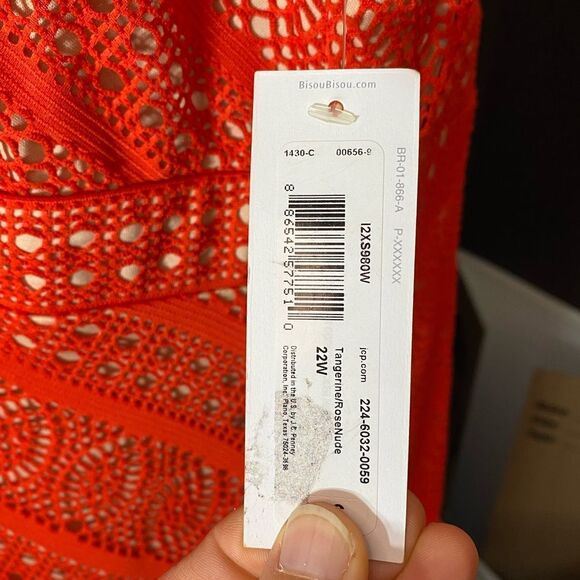 BisouBisou.com
1430-C 00656-9
BR-01-866-A P-XXXXXX
I2XS980W
8 86542 57751 0
jcp.com 224-6032-0059
Tangerine/RoseNude
22W
Distributed in the U.S. by J.C. Penney
Corporation, Inc., Plano, Texas 75024-3698